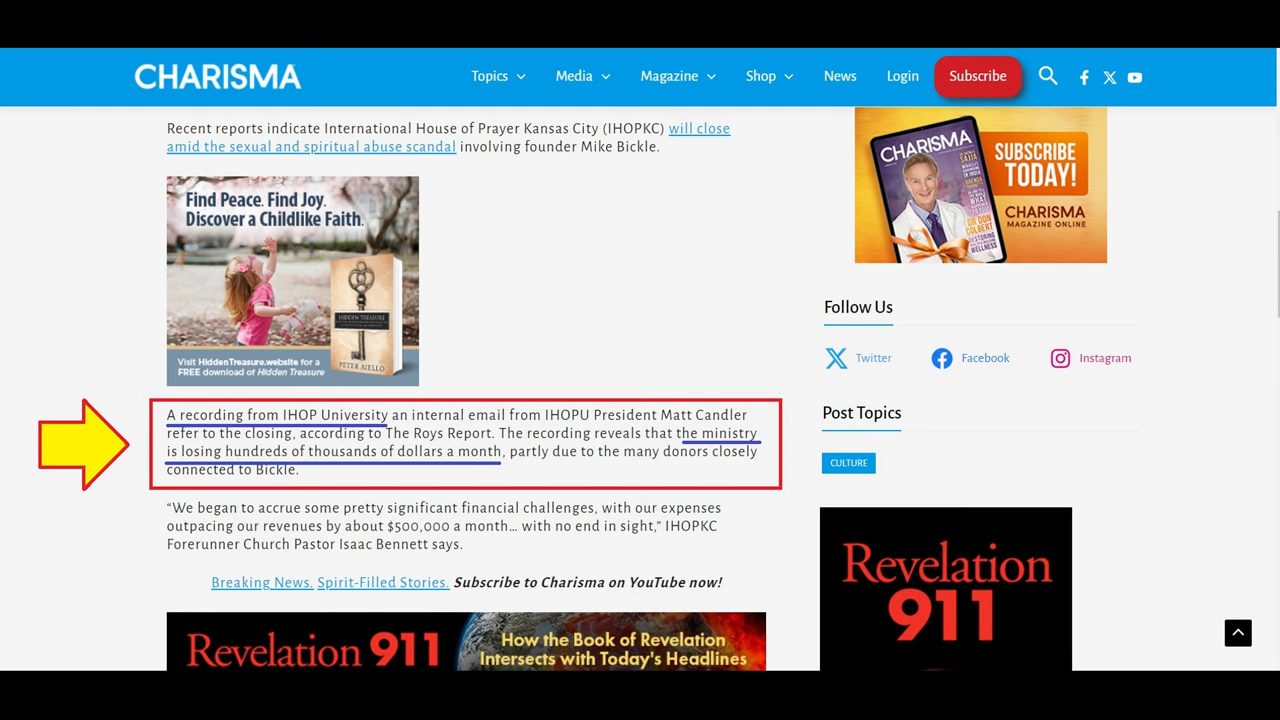 CHARISMA
Topics
Media
Magazine
Shop
News
Login
Subscribe
Recent reports indicate International House of Prayer Kansas City (IHOPKC) will close
amid the sexual and spiritual abuse scandal involving founder Mike Bickle.
Find Peace. Find Joy.
Discover a Childlike Faith.
HIDDEN TREASURE
PETER AIELLO
Visit HiddenTreasure.website for a
FREE download of Hidden Treasure
A recording from IHOP University an internal email from IHOPU President Matt Candler
refer to the closing, according to The Roys Report. The recording reveals that the ministry
is losing hundreds of thousands of dollars a month, partly due to the many donors closely
connected to Bickle.
“We began to accrue some pretty significant financial challenges, with our expenses
outpacing our revenues by about $500,000 a month… with no end in sight,” IHOPKC
Forerunner Church Pastor Isaac Bennett says.
Breaking News. Spirit-Filled Stories. Subscribe to Charisma on YouTube now!
Revelation 911
How the Book of Revelation
Intersects with Today's Headlines
CHARISMA
DR DON
COLBERT
SUBSCRIBE
TODAY!
CHARISMA
MAGAZINE ONLINE
Follow Us
Twitter
Facebook
Instagram
Post Topics
CULTURE
Revelation
911